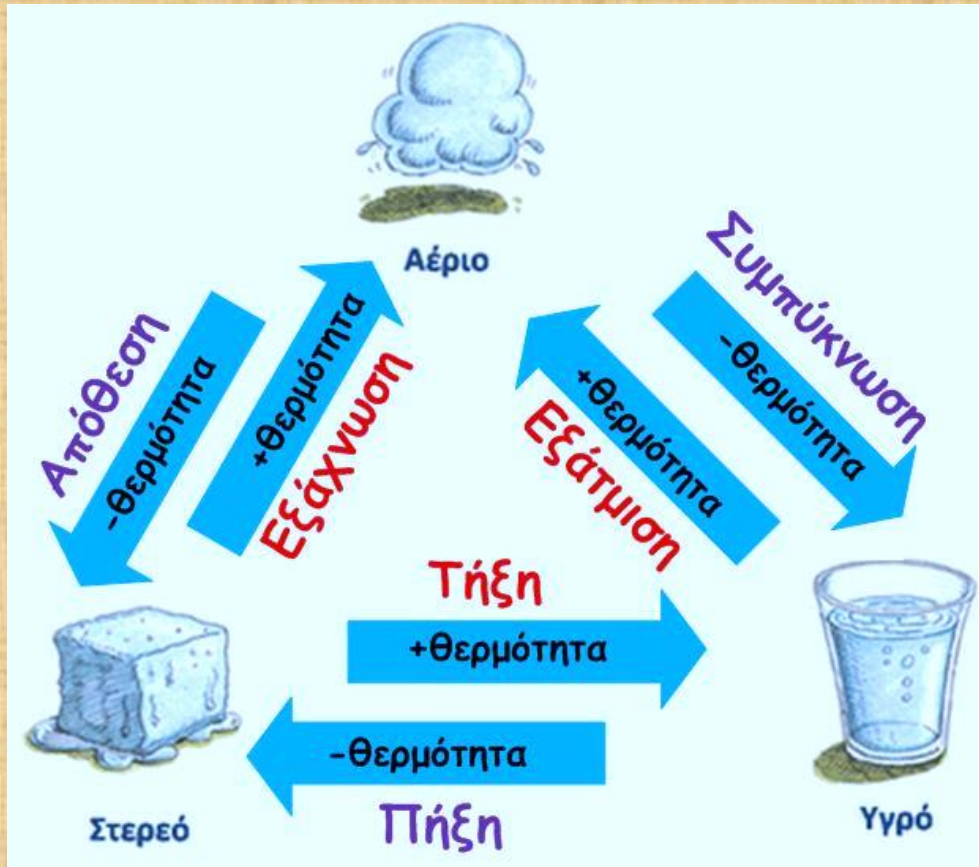 Αέριο
Συμπύκνωση
-Θερμότητα
Απόθεση
-Θερμότητα
+Θερμότητα
Εξάχνωση
+Θερμότητα
Εξάτμιση
Τήξη
+Θερμότητα
-Θερμότητα
Πήξη
Στερεό
Υγρό